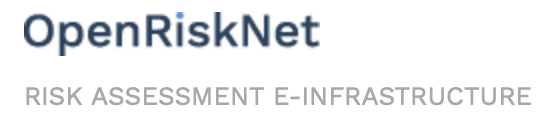 OpenRiskNet
RISK ASSESSMENT E-INFRASTRUCTURE